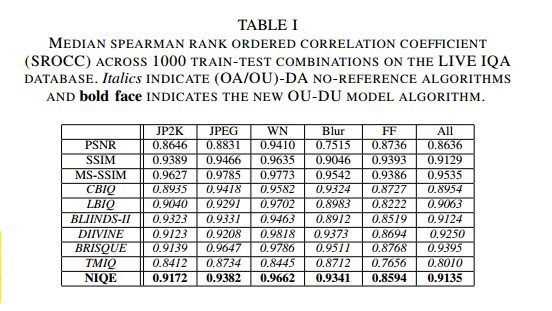 TABLE I
MEDIAN SPEARMAN RANK ORDERED CORRELATION COEFFICIENT
(SROCC) ACROSS 1000 TRAIN-TEST COMBINATIONS ON THE LIVE IQA
DATABASE. Italics INDICATE (OA/OU)-DA NO-REFERENCE ALGORITHMS
AND bold face INDICATES THE NEW OU-DU MODEL ALGORITHM.
JP2K JPEG WN Blur FF All
PSNR 0.8646 0.8831 0.9410 0.7515 0.8736 0.8636
SSIM 0.9389 0.9466 0.9635 0.9046 0.9393 0.9129
MS-SSIM 0.9627 0.9785 0.9773 0.9542 0.9386 0.9535
CBIQ 0.8935 0.9418 0.9582 0.9324 0.8727 0.8954
LBIQ 0.9040 0.9291 0.9702 0.8983 0.8222 0.9063
BLIINDS-II 0.9323 0.9331 0.9463 0.8912 0.8519 0.9124
DIIVINE 0.9123 0.9208 0.9818 0.9373 0.8694 0.9250
BRISQUE 0.9139 0.9647 0.9786 0.9511 0.8768 0.9395
TMIQ 0.8412 0.8734 0.8445 0.8712 0.7656 0.8010
NIQE 0.9172 0.9382 0.9662 0.9341 0.8594 0.9135